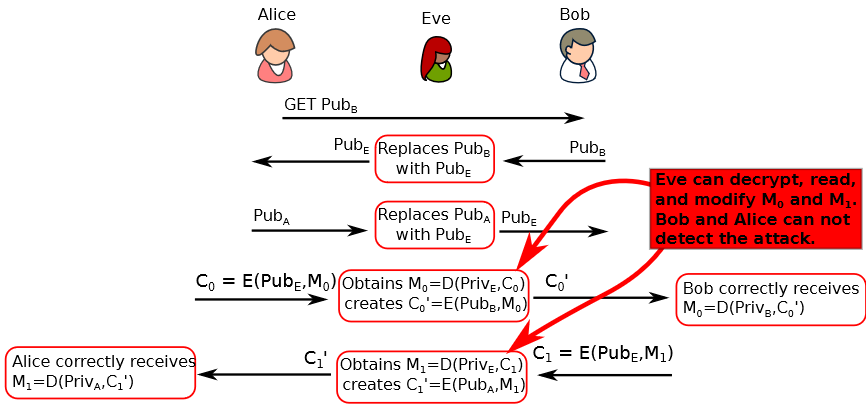 Alice
Eve
Bob
GET Pub_B
Pub_E
Replaces Pub_B
with Pub_E
Pub_B
Eve can decrypt, read,
and modify M_0 and M_1.
Bob and Alice can not
detect the attack.
Pub_A
Replaces Pub_A
with Pub_E
Pub_E
C_0 = E(Pub_E,M_0)
Obtains M_0=D(Priv_E,C_0)
creates C_0'=E(Pub_B,M_0)
C_0'
Bob correctly receives
M_0=D(Priv_B,C_0')
Alice correctly receives
M_1=D(Priv_A,C_1')
C_1'
Obtains M_1=D(Priv_E,C_1)
creates C_1'=E(Pub_A,M_1)
C_1 = E(Pub_E,M_1)